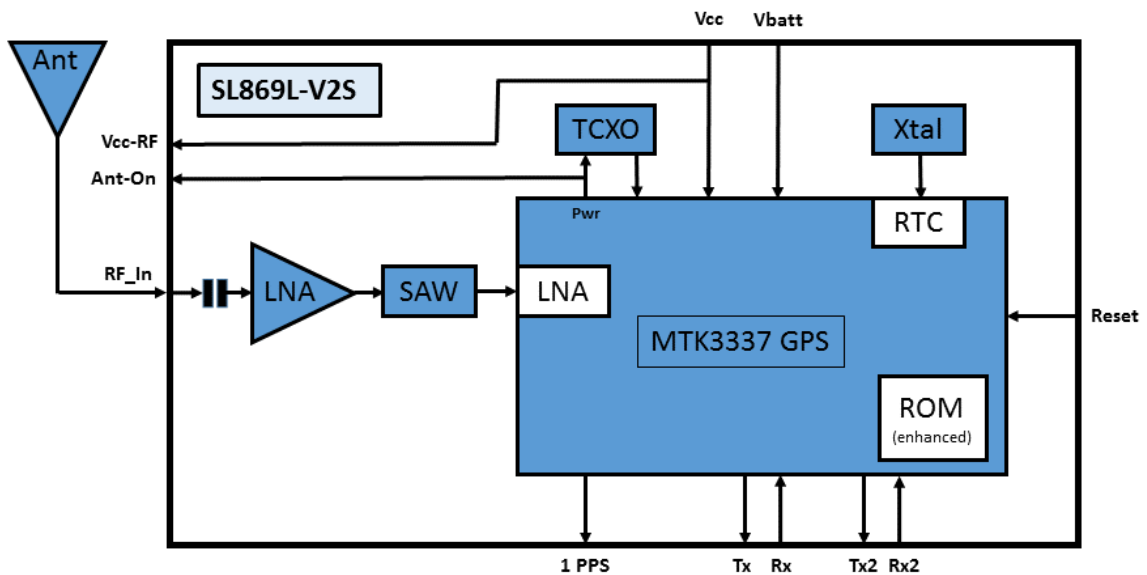 Vcc Vbatt
Ant
SL869L-V2S
TCXO
Xtal
Vcc-RF
Ant-On
Pwr
RTC
RF_In
LNA
SAW
LNA
Reset
MTK3337 GPS
ROM
(enhanced)
1 PPS
Tx Rx
Tx2 Rx2